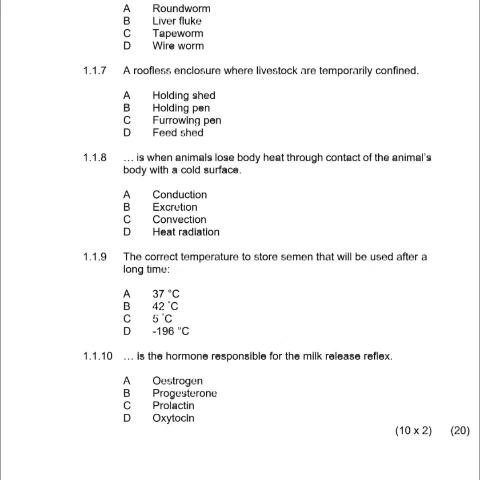 A Roundworm
B Liver fluke
C Tapeworm
D Wire worm
1.1.7 A roofless enclosure where livestock are temporarily confined.
A Holding shed
B Holding pen
C Furrowing pen
D Feed shed
1.1.8 … is when animals lose body heat through contact of the animal's
body with a cold surface.
A Conduction
B Excretion
C Convection
D Heat radiation
1.1.9 The correct temperature to store semen that will be used after a
long time:
A 37 °C
B 42 °C
C 5 °C
D -196 °C
1.1.10 … is the hormone responsible for the milk release reflex.
A Oestrogen
B Progesterone
C Prolactin
D Oxytocin
(10 x 2) (20)